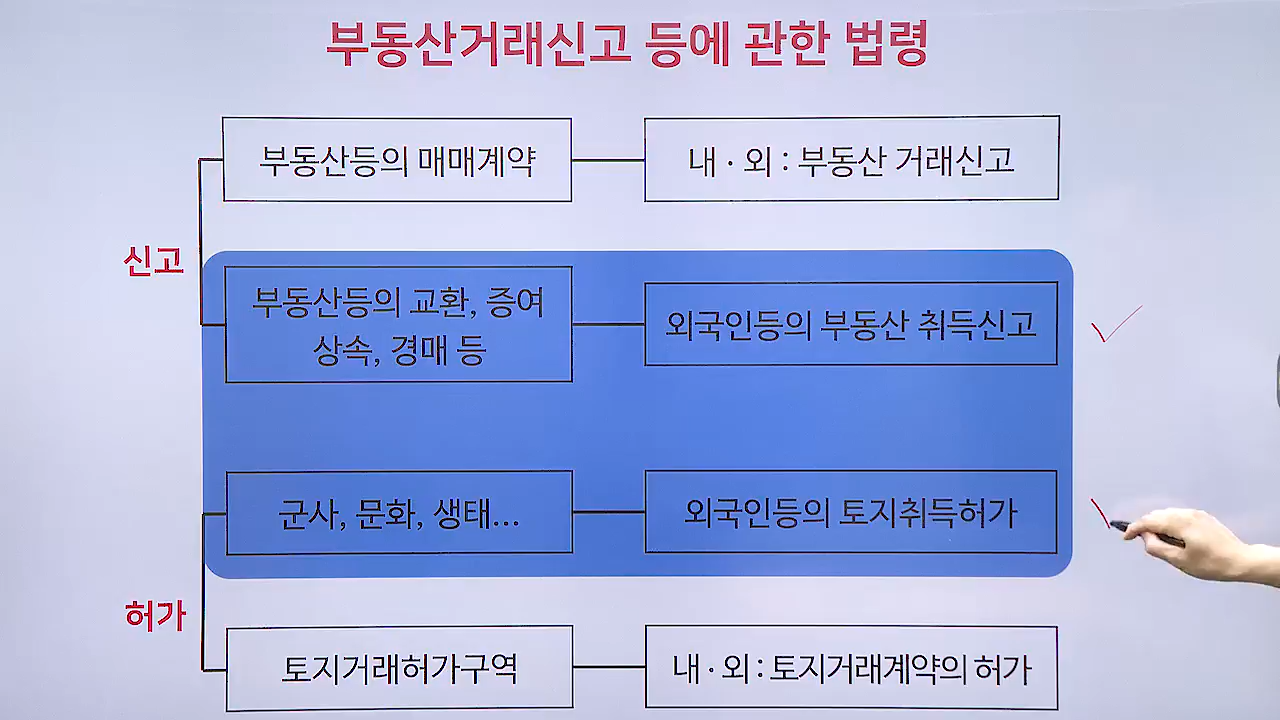 부동산거래신고 등에 관한 법령
부동산등의 매매계약
내 · 외 : 부동산 거래신고
신고
부동산등의 교환, 증여
상속, 경매 등
외국인등의 부동산 취득신고
군사, 문화, 생태...
외국인등의 토지취득허가
허가
토지거래허가구역
내 · 외 : 토지거래계약의 허가